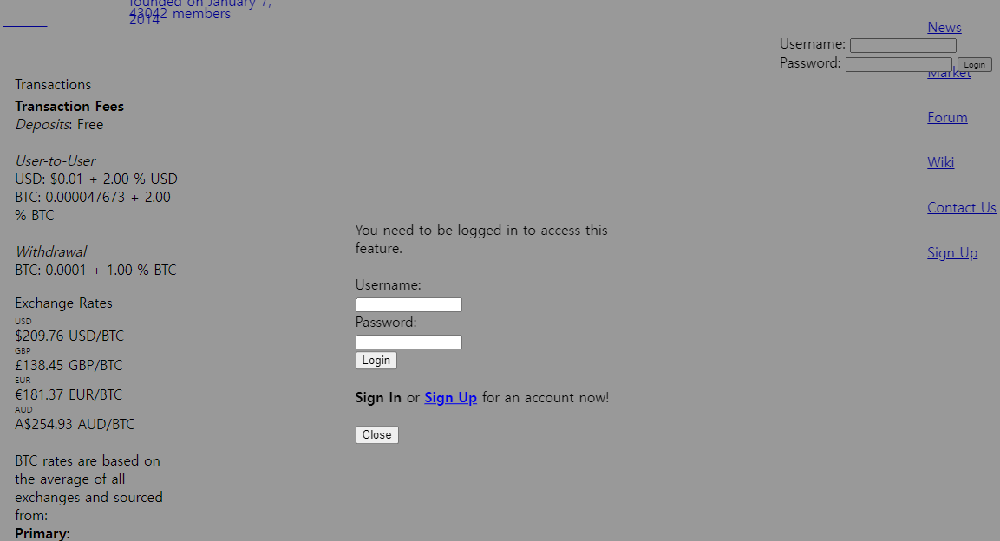 founded on January 7,
2014
43042 members
News
Username:
Password:
Login
Market
Forum
Wiki
Contact Us
Sign Up
Transactions
Transaction Fees
Deposits: Free
User-to-User
USD: $0.01 + 2.00 % USD
BTC: 0.000047673 + 2.00
% BTC
Withdrawal
BTC: 0.0001 + 1.00 % BTC
Exchange Rates
USD
$209.76 USD/BTC
GBP
£138.45 GBP/BTC
EUR
€181.37 EUR/BTC
AUD
A$254.93 AUD/BTC
BTC rates are based on
the average of all
exchanges and sourced
from:
Primary:
You need to be logged in to access this
feature.
Username:
Password:
Login
Sign In or Sign Up for an account now!
Close